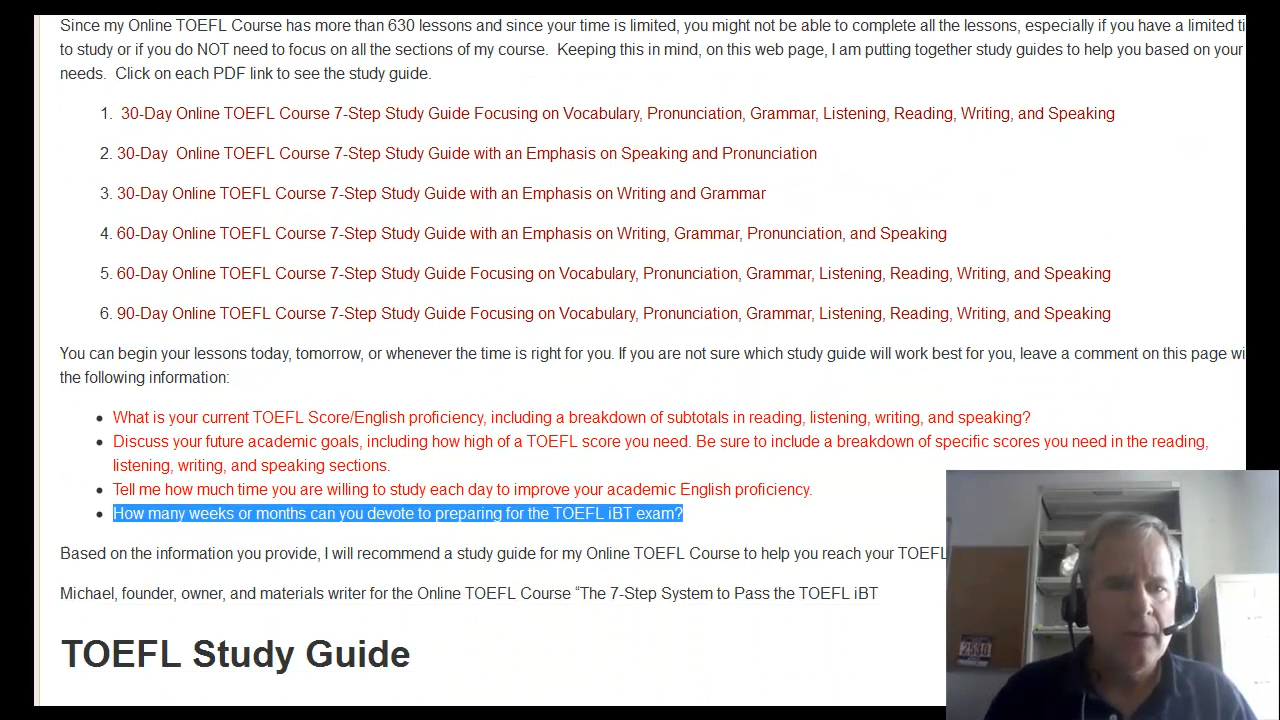 Since my Online TOEFL Course has more than 630 lessons and since your time is limited, you might not be able to complete all the lessons, especially if you have a limited
to study or if you do NOT need to focus on all the sections of my course. Keeping this in mind, on this web page, I am putting together study guides to help you based on your
needs. Click on each PDF link to see the study guide.
1. 30-Day Online TOEFL Course 7-Step Study Guide Focusing on Vocabulary, Pronunciation, Grammar, Listening, Reading, Writing, and Speaking
2. 30-Day Online TOEFL Course 7-Step Study Guide with an Emphasis on Speaking and Pronunciation
3. 30-Day Online TOEFL Course 7-Step Study Guide with an Emphasis on Writing and Grammar
4. 60-Day Online TOEFL Course 7-Step Study Guide with an Emphasis on Writing, Grammar, Pronunciation, and Speaking
5. 60-Day Online TOEFL Course 7-Step Study Guide Focusing on Vocabulary, Pronunciation, Grammar, Listening, Reading, Writing, and Speaking
6. 90-Day Online TOEFL Course 7-Step Study Guide Focusing on Vocabulary, Pronunciation, Grammar, Listening, Reading, Writing, and Speaking
You can begin your lessons today, tomorrow, or whenever the time is right for you. If you are not sure which study guide will work best for you, leave a comment on this page
the following information:
• What is your current TOEFL Score/English proficiency, including a breakdown of subtotals in reading, listening, writing, and speaking?
• Discuss your future academic goals, including how high of a TOEFL score you need. Be sure to include a breakdown of specific scores you need in the reading,
listening, writing, and speaking sections.
• Tell me how much time you are willing to study each day to improve your academic English proficiency.
• How many weeks or months can you devote to preparing for the TOEFL iBT exam?
Based on the information you provide, I will recommend a study guide for my Online TOEFL Course to help you reach your TOEFL
Michael, founder, owner, and materials writer for the Online TOEFL Course “The 7-Step System to Pass the TOEFL iBT
TOEFL Study Guide